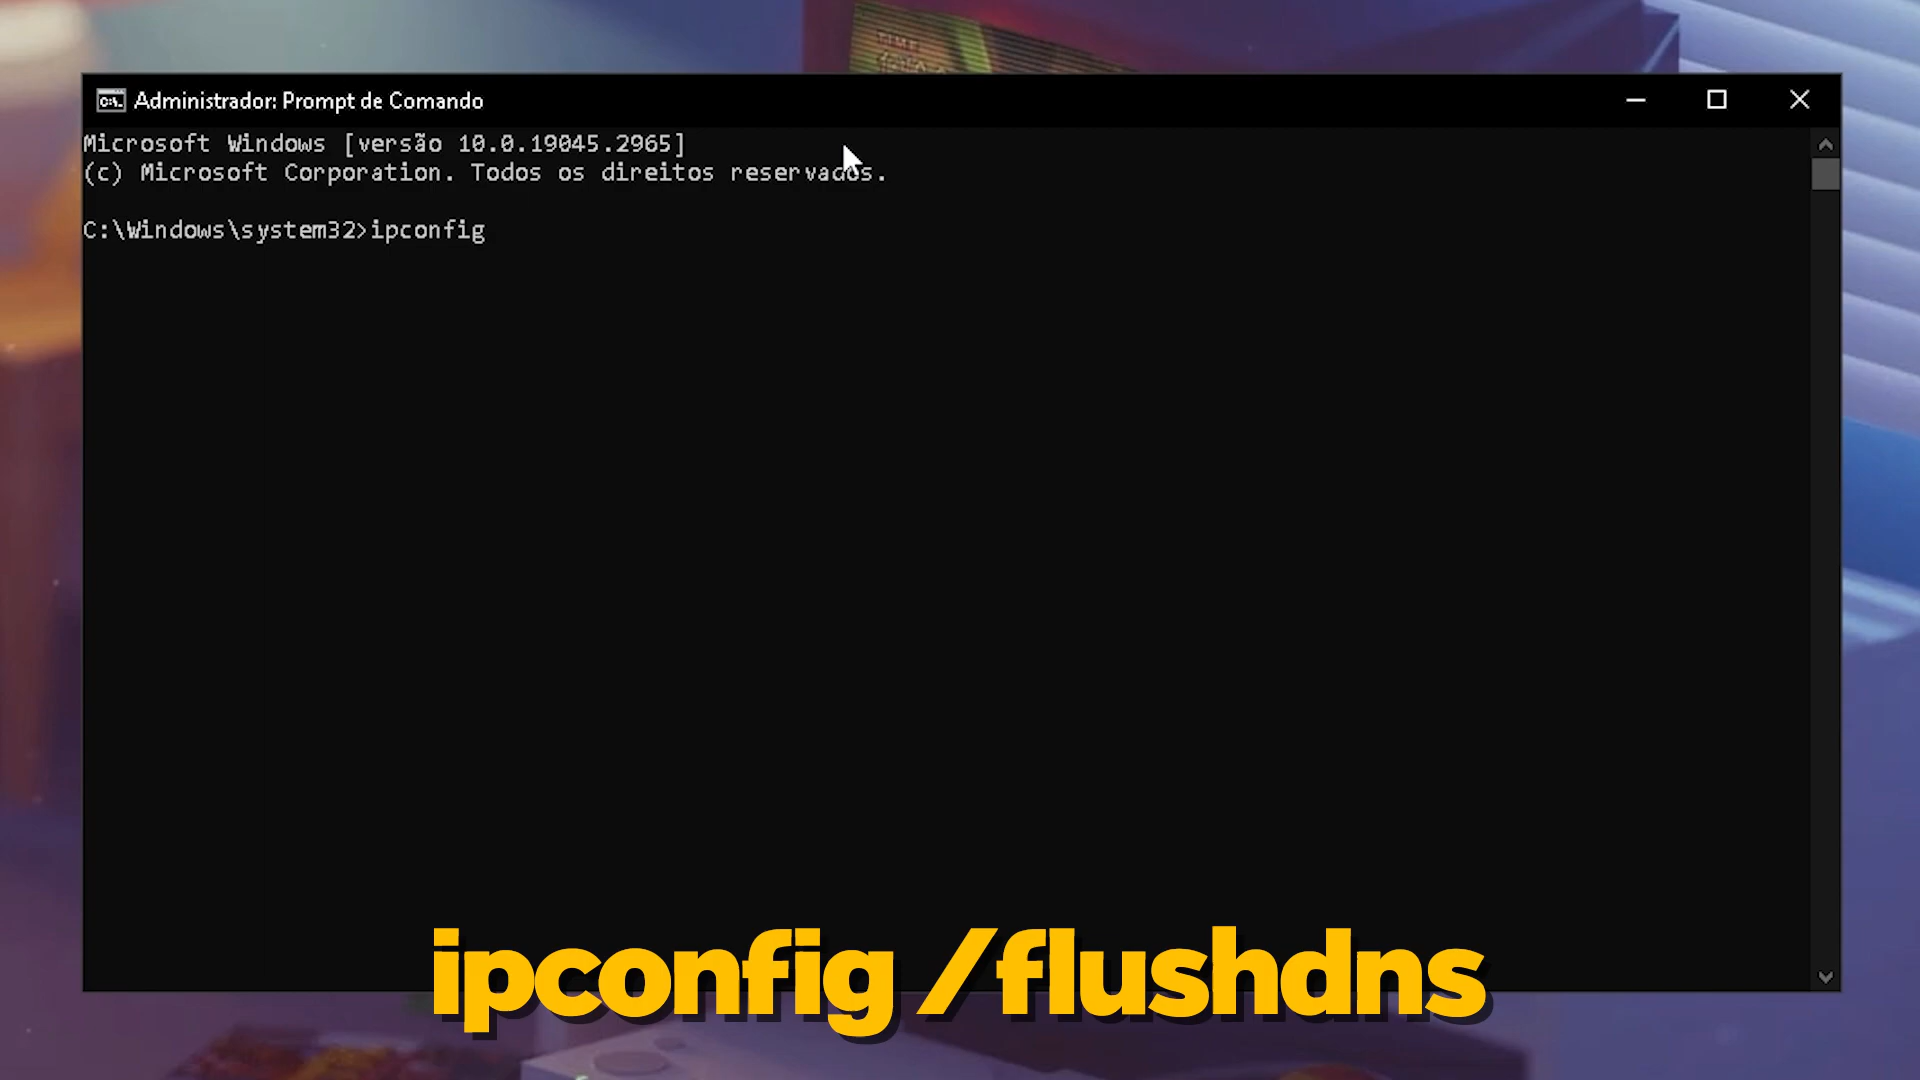 TIME
Administrador: Prompt de Comando
Microsoft Windows [versão 10.0.19045.2965]
(c) Microsoft Corporation. Todos os direitos reservados.
C:\Windows\system32>ipconfig
ipconfig /flushdns